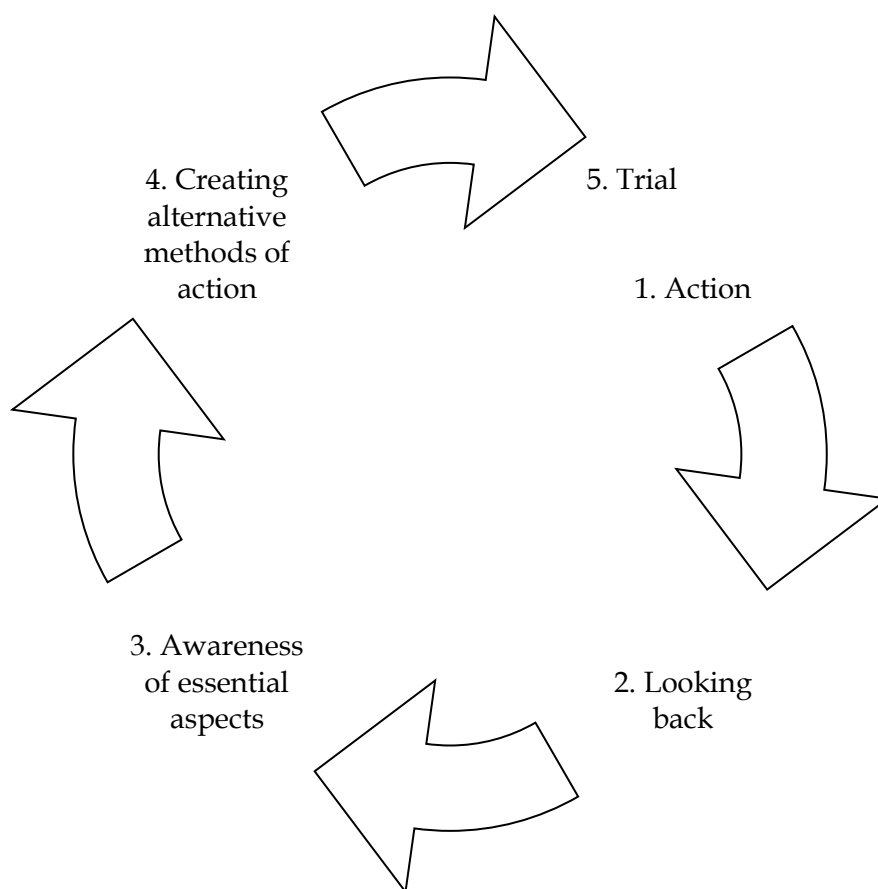 4. Creating
alternative
methods of
action
5. Trial
1. Action
2. Looking
back
3. Awareness
of essential
aspects